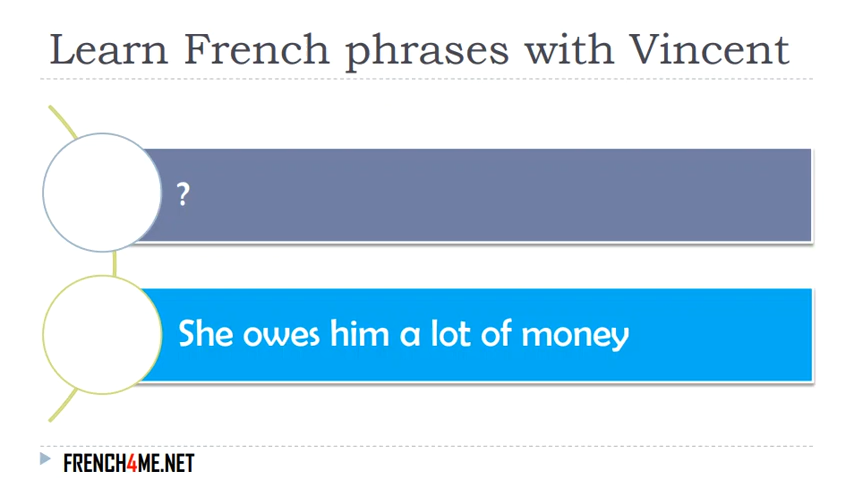 Learn French phrases with Vincent
?
She owes him a lot of money
FRENCH4ME.NET